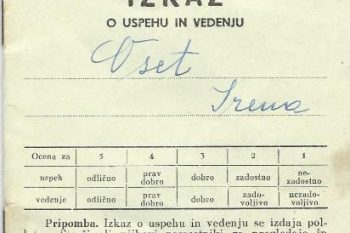 IZKAZ
O USPEHU IN VEDENJU
Uset
Irena
Ocena za 5 4 3 2 1
uspeh odlično prav dobro dobro zadostno nezadostno
vedenje odlično prav dobro dobro zadovoljivo nezadovoljivo
Pripomba. Izkaz o uspehu in vedenju se izdaja pol-